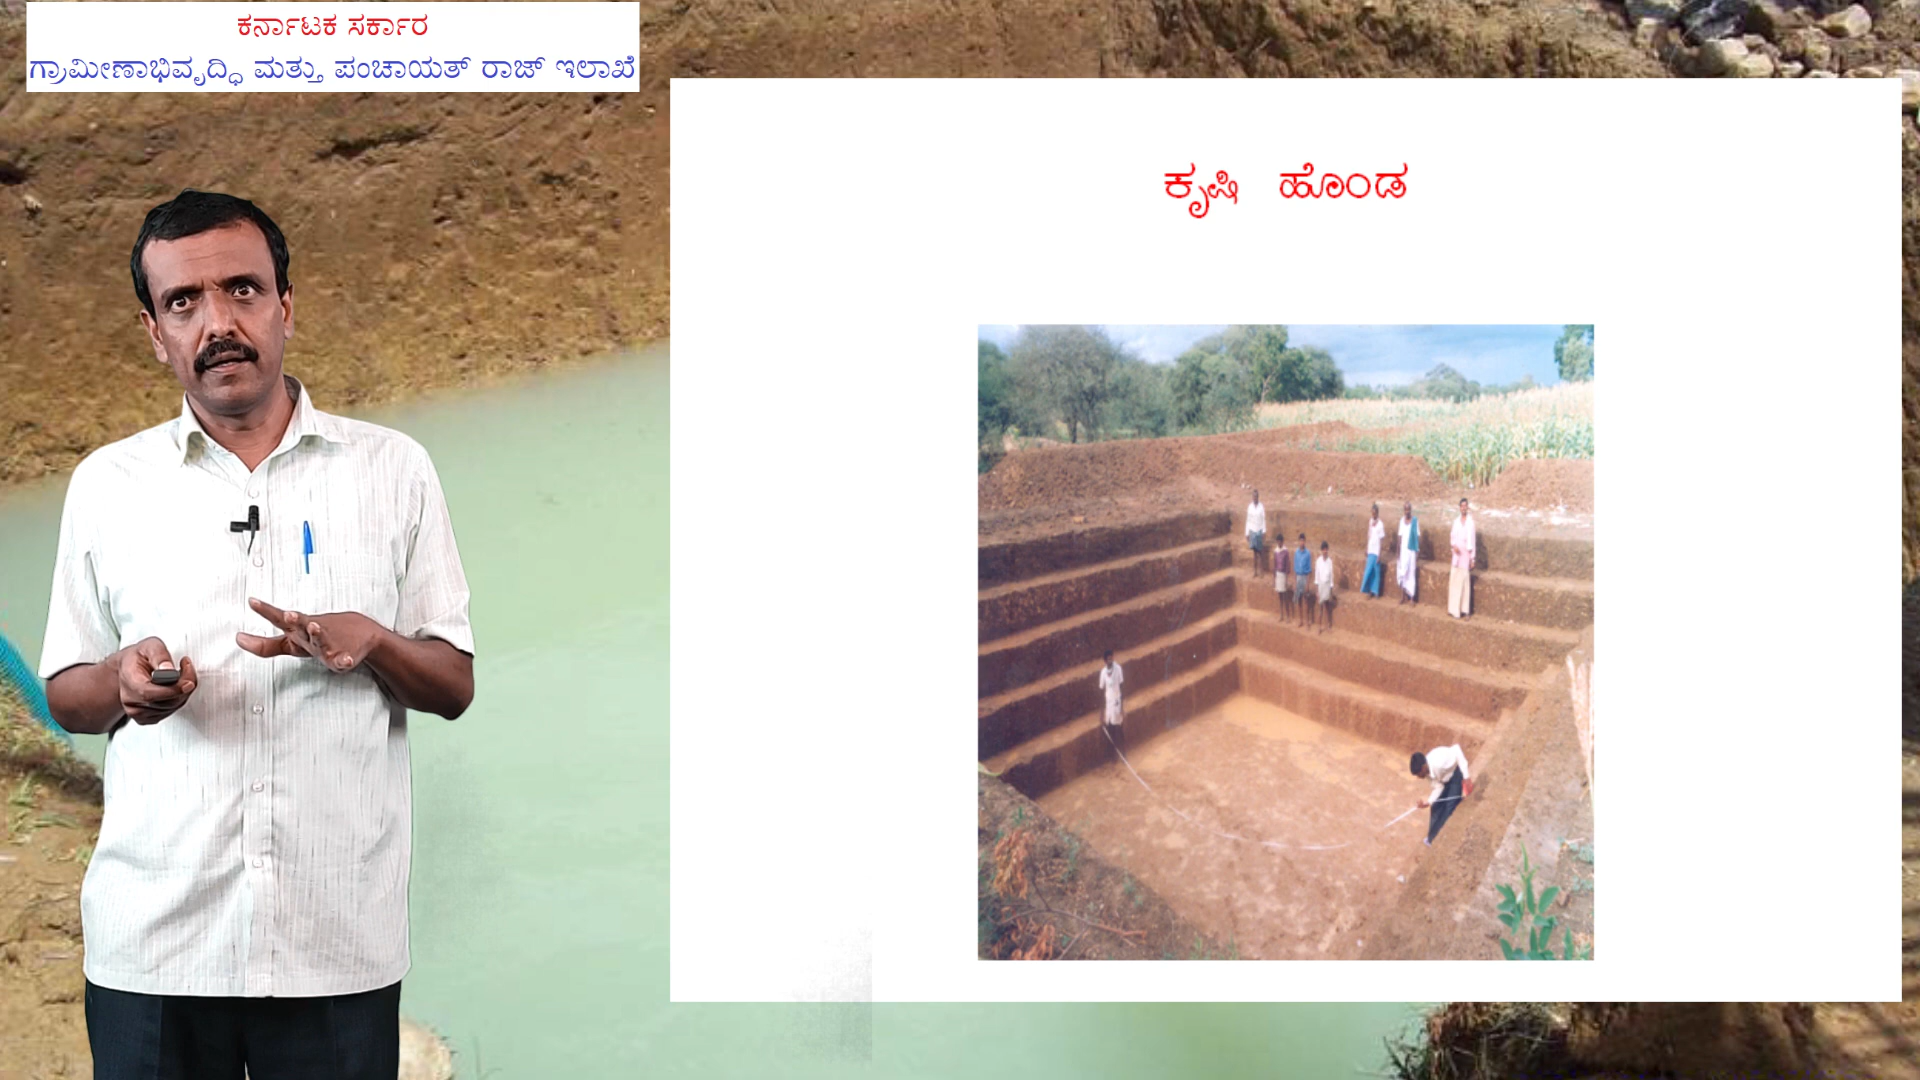 ಕರ್ನಾಟಕ ಸರ್ಕಾರ
ಗ್ರಾಮೀಣಾಭಿವೃದ್ಧಿ ಮತ್ತು ಪಂಚಾಯತ್ ರಾಜ್ ಇಲಾಖೆ
ಕೃಷಿ ಹೊಂಡ